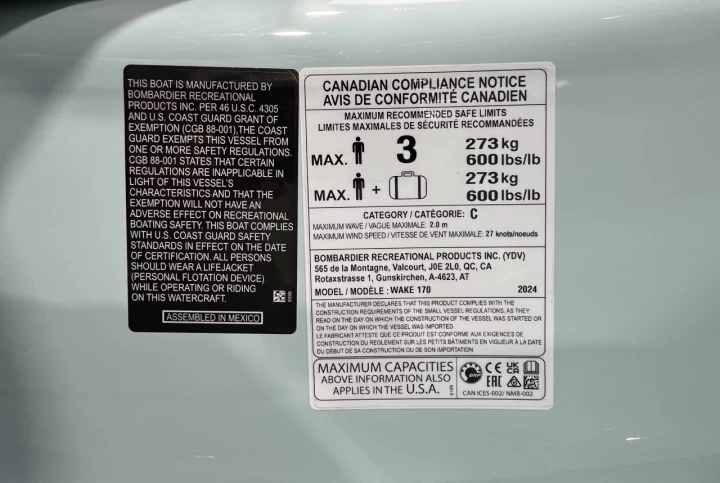 THIS BOAT IS MANUFACTURED BY
BOMBARDIER RECREATIONAL
PRODUCTS INC. PER 46 U.S.C. 4305
AND U.S. COAST GUARD GRANT OF
EXEMPTION (CGB 88-001).THE COAST
GUARD EXEMPTS THIS VESSEL FROM
ONE OR MORE SAFETY REGULATIONS.
CGB 88-001 STATES THAT CERTAIN
REGULATIONS ARE INAPPLICABLE IN
LIGHT OF THIS VESSEL'S
CHARACTERISTICS AND THAT THE
EXEMPTION WILL NOT HAVE AN
ADVERSE EFFECT ON RECREATIONAL
BOATING SAFETY. THIS BOAT COMPLIES
WITH U.S. COAST GUARD SAFETY
STANDARDS IN EFFECT ON THE DATE
OF CERTIFICATION. ALL PERSONS
SHOULD WEAR A LIFEJACKET
(PERSONAL FLOTATION DEVICE)
WHILE OPERATING OR RIDING
ON THIS WATERCRAFT.
ASSEMBLED IN MEXICO
CANADIAN COMPLIANCE NOTICE
AVIS DE CONFORMITÉ CANADIEN
MAXIMUM RECOMMENDED SAFE LIMITS
LIMITES MAXIMALES DE SÉCURITÉ RECOMMANDÉES
MAX. 3 273 kg
600 lbs/lb
MAX. + 273 kg
600 lbs/lb
CATEGORY / CATÉGORIE: C
MAXIMUM WAVE / VAGUE MAXIMALE: 2.0 m
MAXIMUM WIND SPEED / VITESSE DE VENT MAXIMALE: 27 knots/noeuds
BOMBARDIER RECREATIONAL PRODUCTS INC. (YDV)
565 de la Montagne, Valcourt, J0E 2L0, QC, CA
Rotaxstrasse 1, Gunskirchen, A-4623, AT
MODEL / MODÈLE : WAKE 170 2024
THE MANUFACTURER DECLARES THAT THIS PRODUCT COMPLIES WITH THE
CONSTRUCTION REQUIREMENTS OF THE SMALL VESSEL REGULATIONS, AS THEY
READ ON THE DAY ON WHICH THE CONSTRUCTION OF THE VESSEL WAS STARTED OR
ON THE DAY ON WHICH THE VESSEL WAS IMPORTED.
LE FABRICANT ATTESTE QUE CE PRODUIT EST CONFORME AUX EXIGENCES DE
CONSTRUCTION DU RÈGLEMENT SUR LES PETITS BÂTIMENTS EN VIGUEUR À LA DATE
DU DÉBUT DE SA CONSTRUCTION OU DE SON IMPORTATION
MAXIMUM CAPACITIES
ABOVE INFORMATION ALSO
APPLIES IN THE U.S.A.
CE UKCA
EAC
CAN ICES-002/ NMB-002